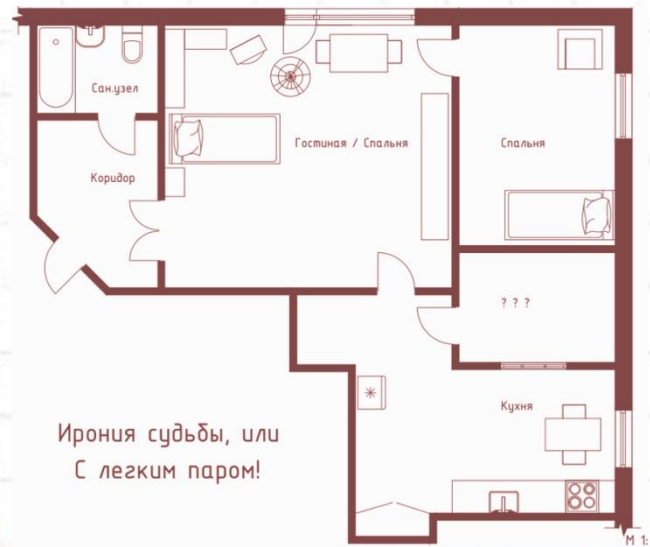 Сан.узел
Гостиная / Спальня
Спальня
Коридор
? ? ?
Кухня
Ирония судьбы, или
С легким паром!
М 1: